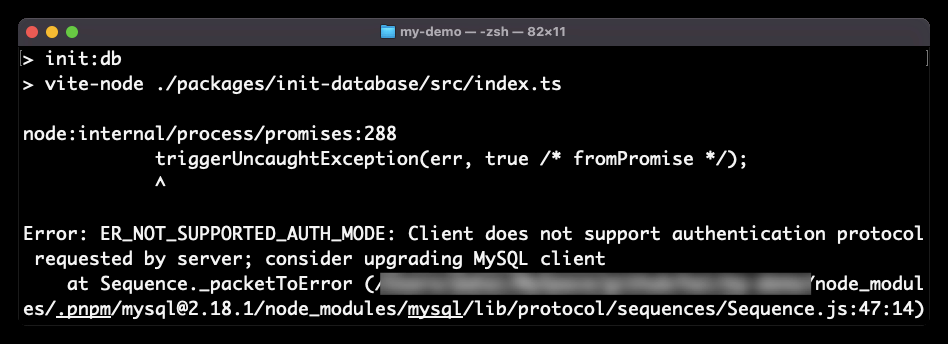 my-demo — -zsh — 82×11
> init:db
> vite-node ./packages/init-database/src/index.ts
node:internal/process/promises:288
triggerUncaughtException(err, true /* fromPromise */);
^
Error: ER_NOT_SUPPORTED_AUTH_MODE: Client does not support authentication protocol
requested by server; consider upgrading MySQL client
at Sequence._packetToError (/ /node_modul
es/.pnpm/mysql@2.18.1/node_modules/mysql/lib/protocol/sequences/Sequence.js:47:14)